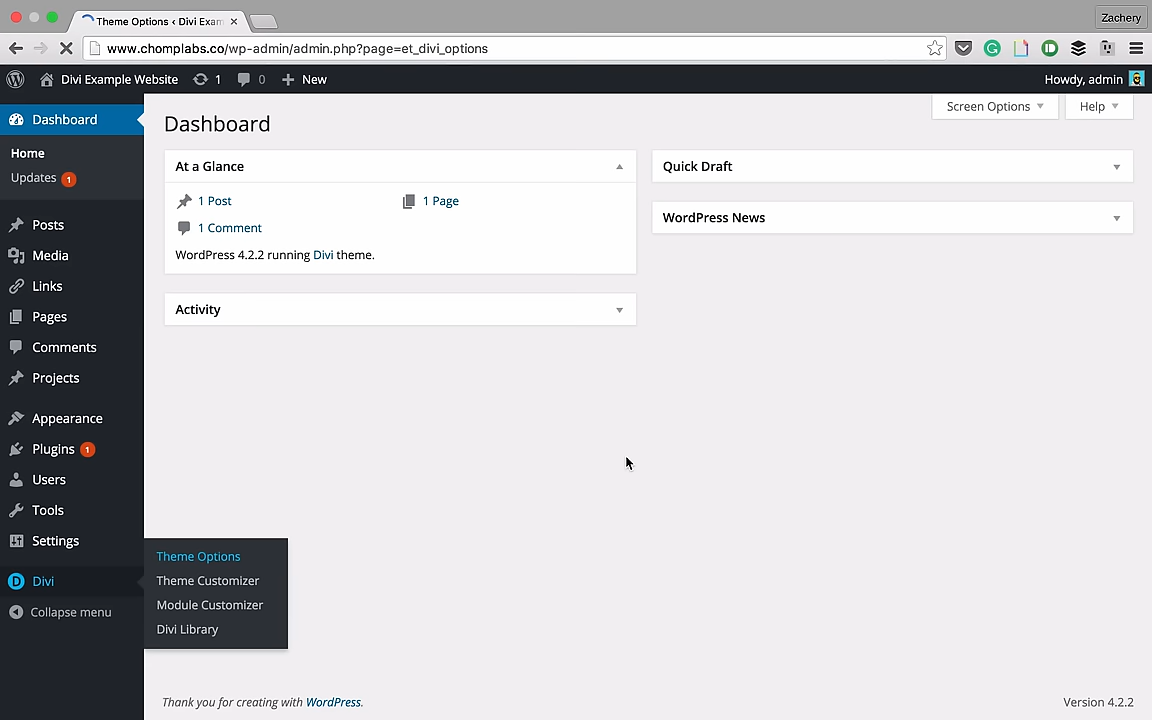 Theme Options ‹ Divi Exam
Zachery
www.chomplabs.co/wp-admin/admin.php?page=et_divi_options
Divi Example Website 1 0 New Howdy, admin
Screen Options Help
Dashboard
Home
Updates 1
Posts
Media
Links
Pages
Comments
Projects
Appearance
Plugins 1
Users
Tools
Settings
Divi
Collapse menu
Theme Options
Theme Customizer
Module Customizer
Divi Library
Dashboard
At a Glance
1 Post 1 Page
1 Comment
WordPress 4.2.2 running Divi theme.
Activity
Quick Draft
WordPress News
Thank you for creating with WordPress. Version 4.2.2